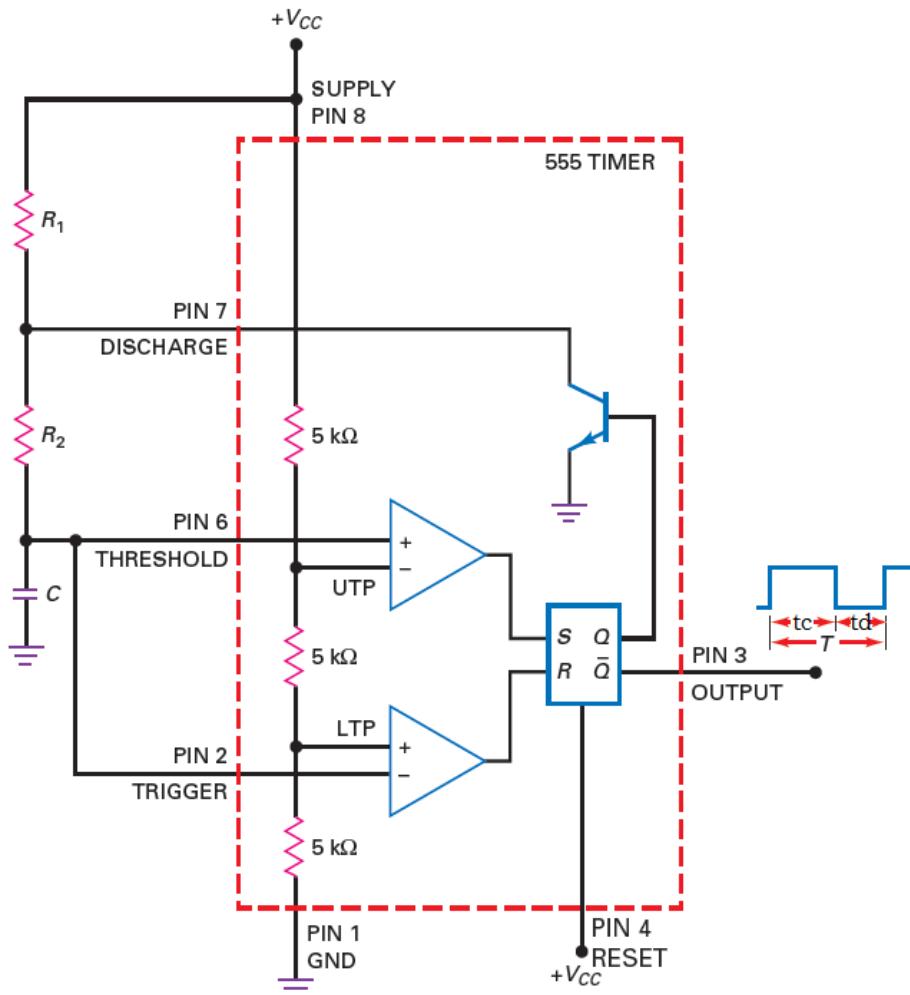 +VCC
SUPPLY
PIN 8
555 TIMER
R1
PIN 7
DISCHARGE
R2
5 kΩ
PIN 6
THRESHOLD
+
−
UTP
C
5 kΩ
S Q
R Q̅
tc td
T
PIN 3
OUTPUT
LTP
+
−
PIN 2
TRIGGER
5 kΩ
PIN 1
GND
PIN 4
RESET
+VCC